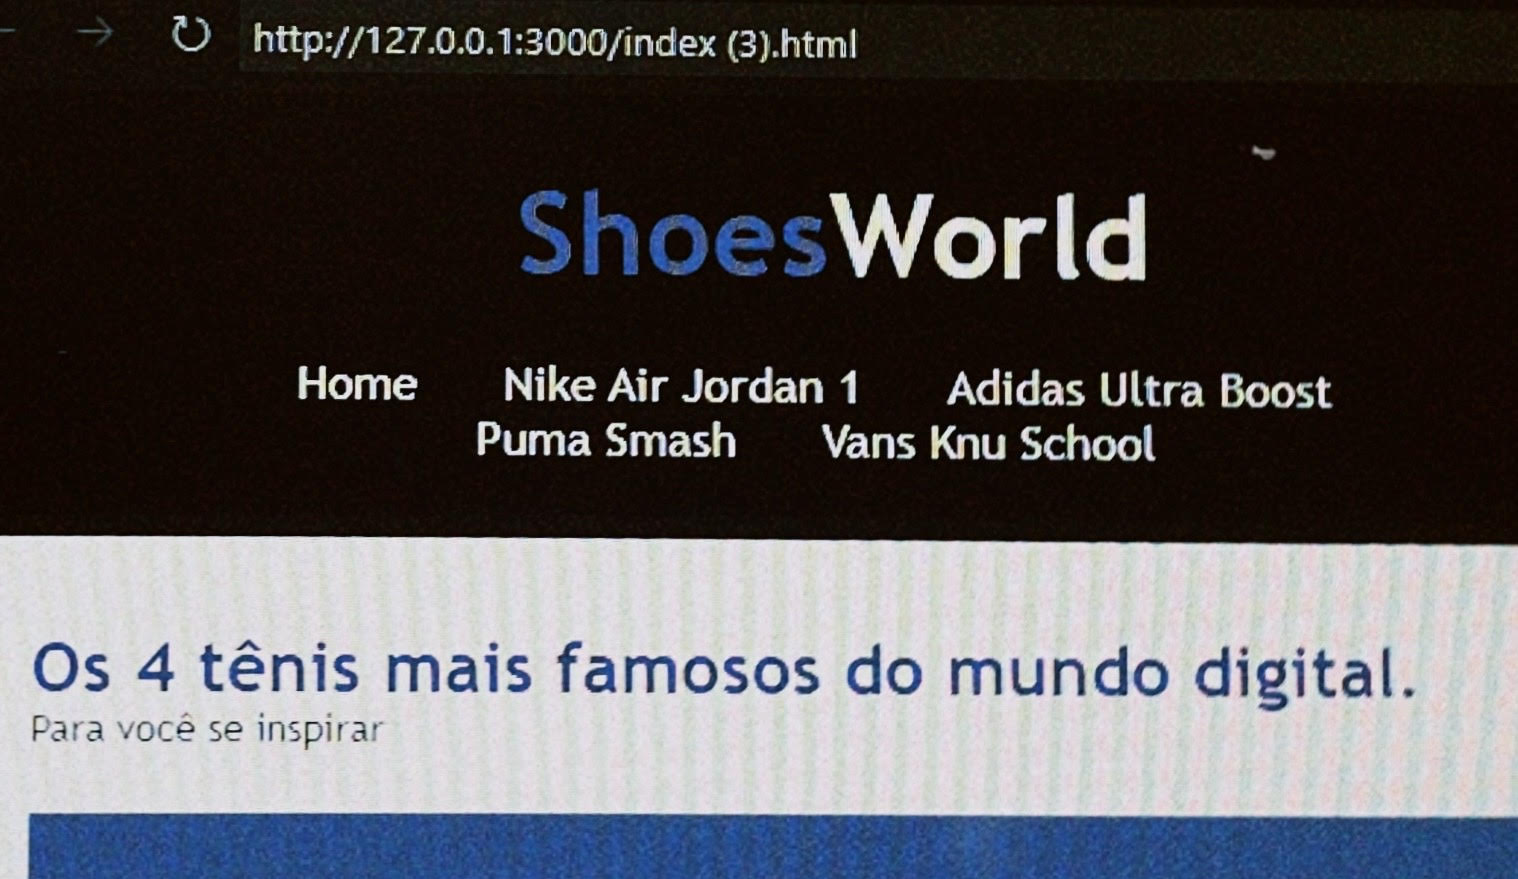 http://127.0.0.1:3000/index (3).html
ShoesWorld
Home Nike Air Jordan 1 Adidas Ultra Boost
Puma Smash Vans Knu School
Os 4 tênis mais famosos do mundo digital.
Para você se inspirar